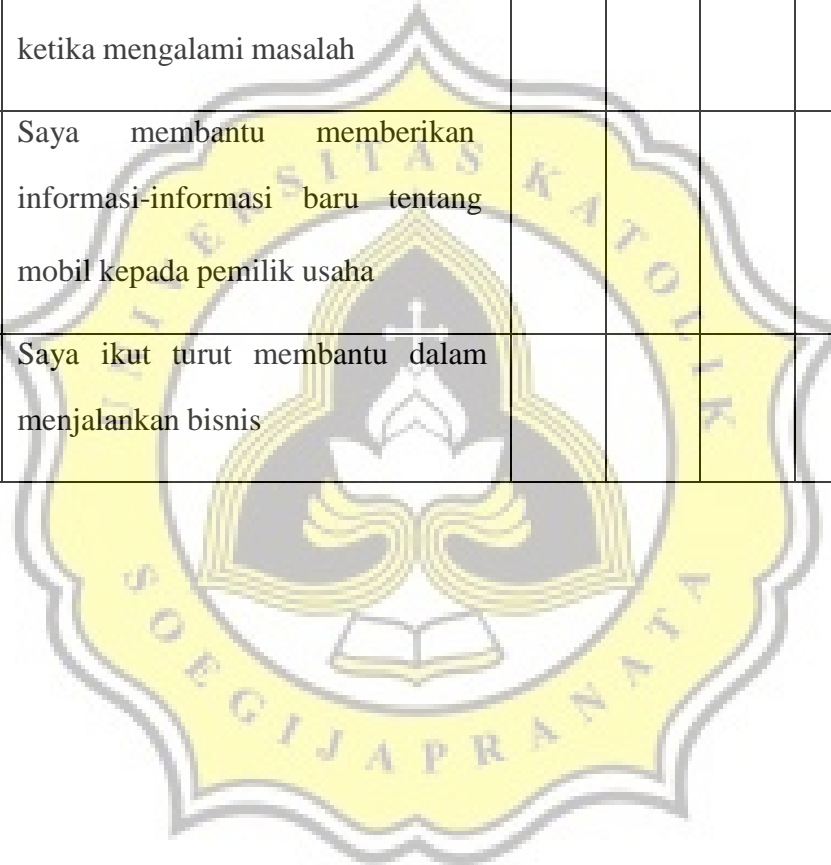 ketika mengalami masalah
Saya membantu memberikan
informasi-informasi baru tentang
mobil kepada pemilik usaha
Saya ikut turut membantu dalam
menjalankan bisnis
UNIVERSITAS KATOLIK
SOEGIJAPRANATA